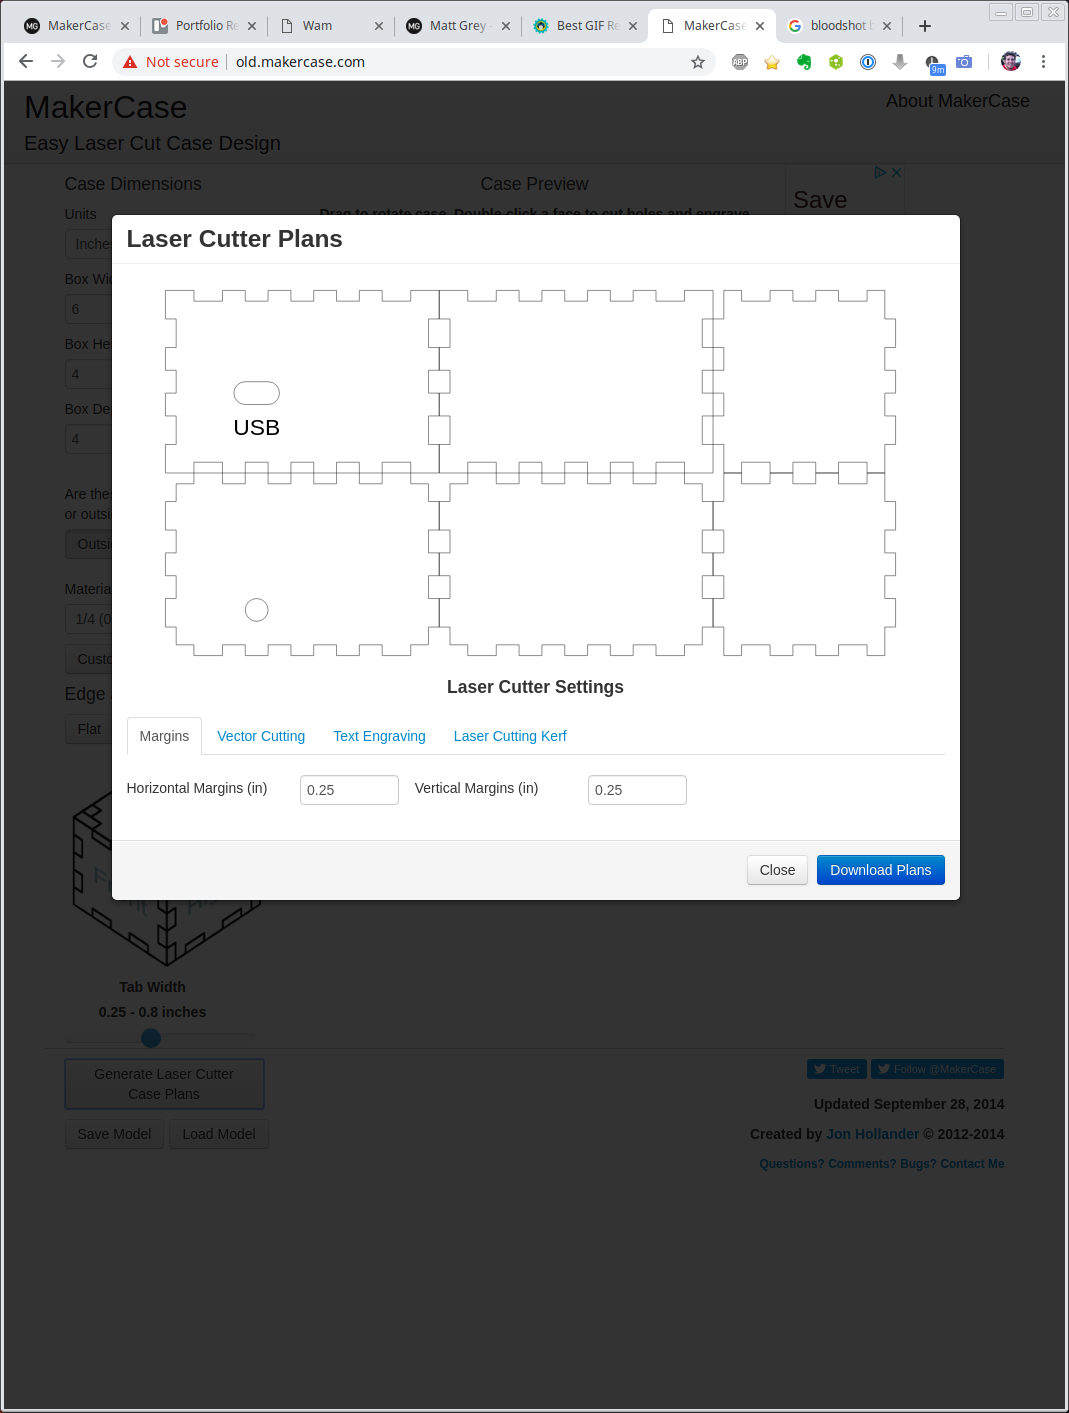 MakerCase
Portfolio Re
Wam
Matt Grey -
Best GIF Re
MakerCase
bloodshot b
Not secure
old.makercase.com
ABP
9m
MakerCase
About MakerCase
Easy Laser Cut Case Design
Case Dimensions
Case Preview
Units
Drag to rotate case. Double-click a face to cut holes and engrave
Save
Inche
Laser Cutter Plans
Box Wi
6
Box He
4
Box De
4
USB
Are the
or outsi
Outsi
Materia
1/4 (0
Custo
Edge
Flat
Laser Cutter Settings
Margins
Vector Cutting
Text Engraving
Laser Cutting Kerf
Horizontal Margins (in)
0.25
Vertical Margins (in)
0.25
Close
Download Plans
Tab Width
0.25 - 0.8 inches
Generate Laser Cutter
Case Plans
Save Model
Load Model
Tweet
Follow @MakerCase
Updated September 28, 2014
Created by Jon Hollander © 2012-2014
Questions? Comments? Bugs? Contact Me